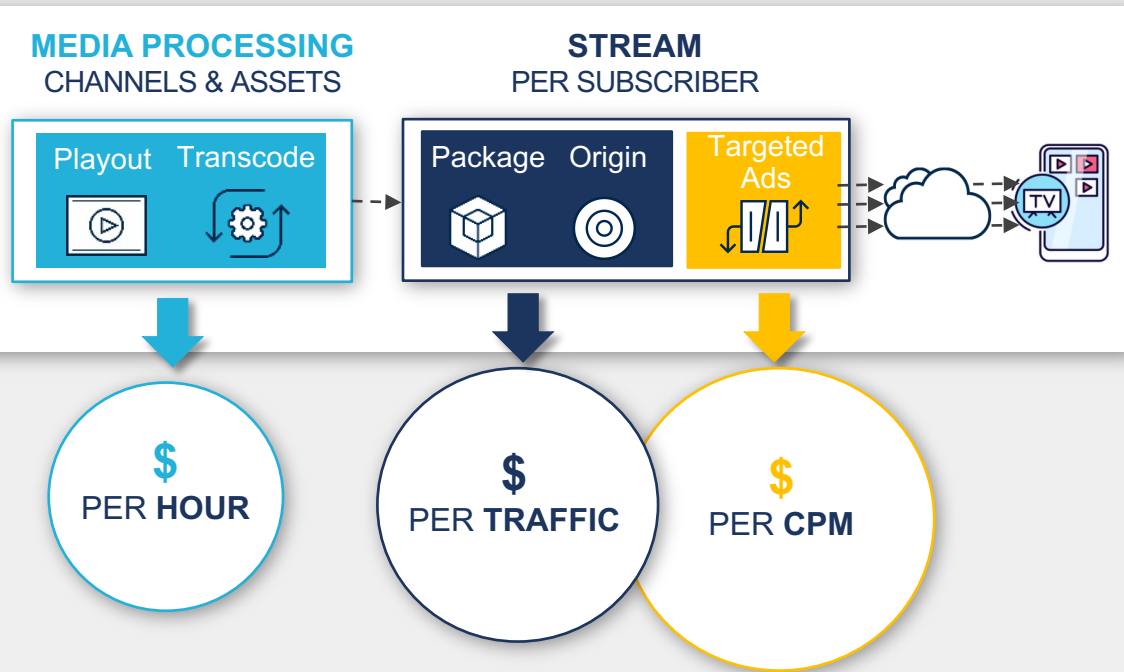 MEDIA PROCESSING
CHANNELS & ASSETS
STREAM
PER SUBSCRIBER
Playout
Transcode
Package
Origin
Targeted
Ads
TV
$
PER HOUR
$
PER TRAFFIC
$
PER CPM